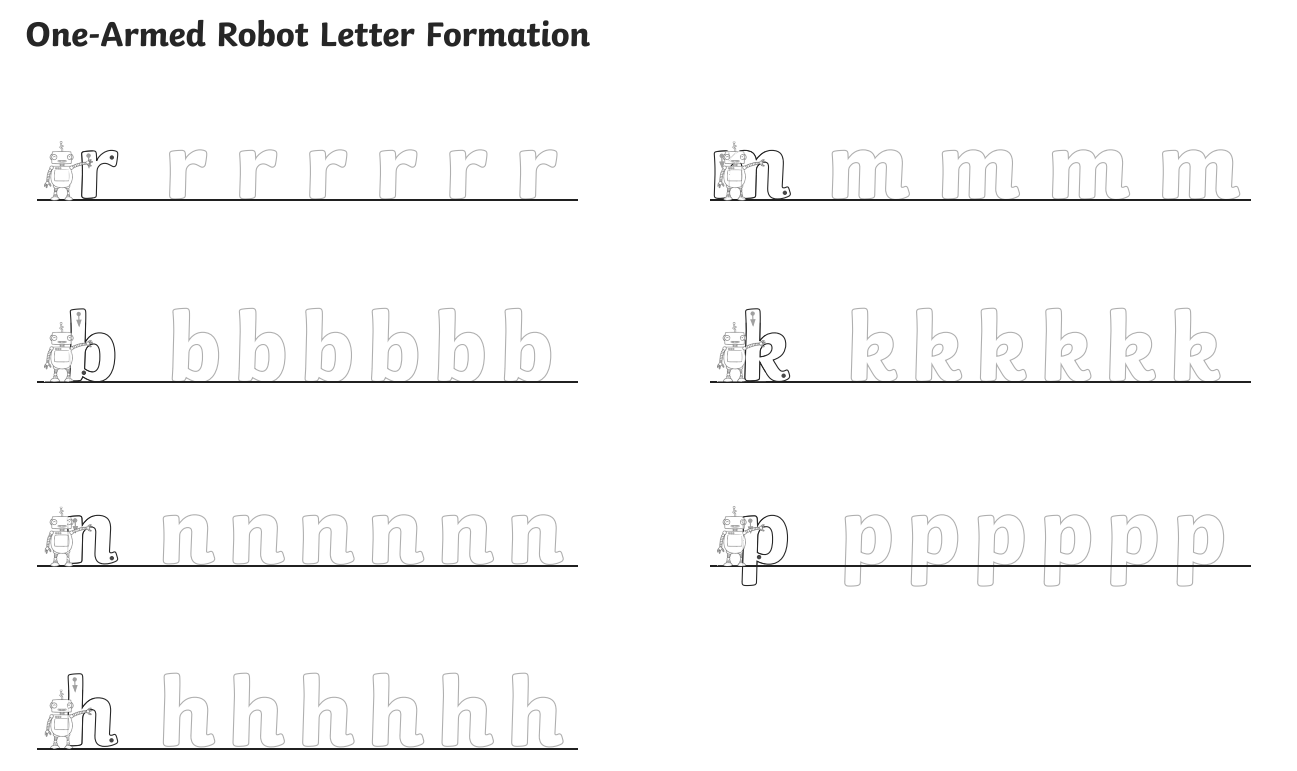 One-Armed Robot Letter Formation
r r r r r r r
b b b b b b b
n n n n n n n
h h h h h h h
m m m m m
k k k k k k k
p p p p p p p